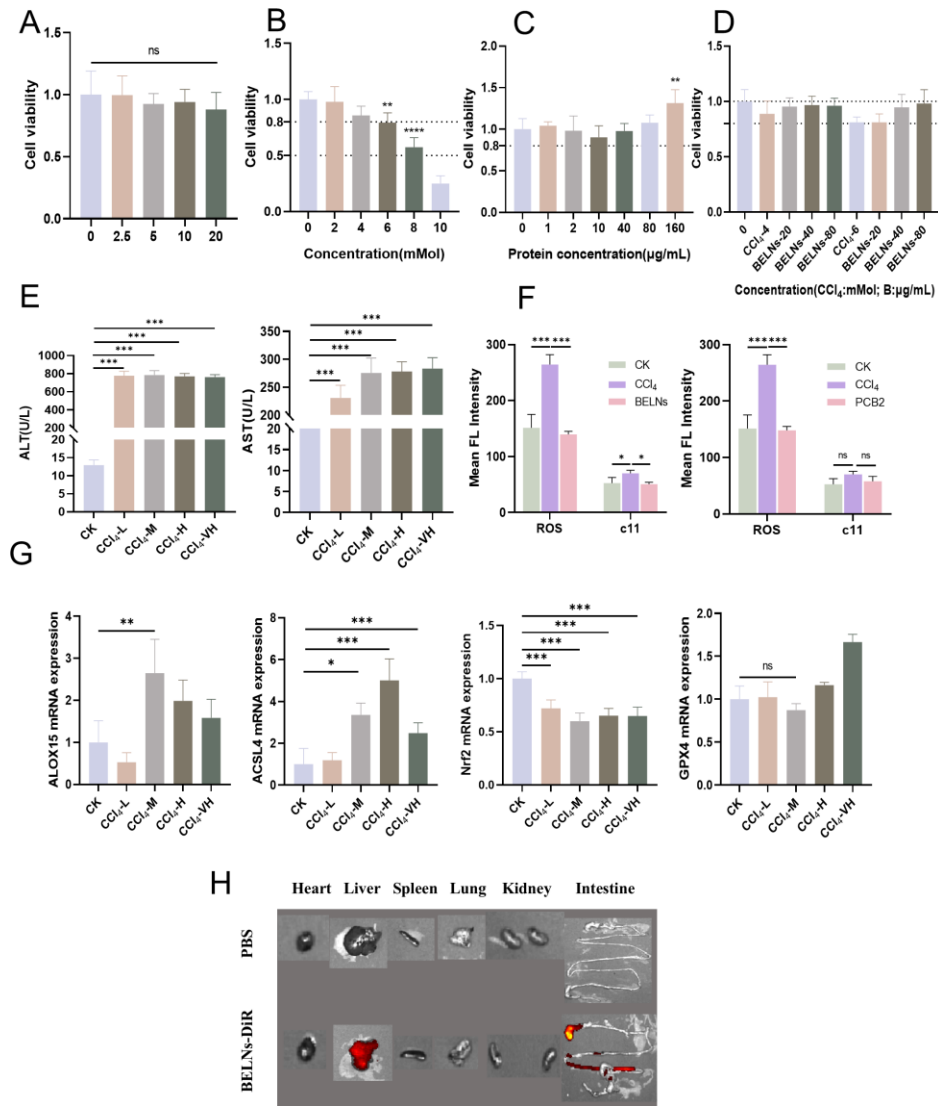 A
ns
Cell viability
1.5
1.0
0.5
0.0
0 2.5 5 10 20
B
Cell viability
2.0
1.5
1.0
0.8
0.5
0.0
**
****
0 2 4 6 8 10
Concentration(mMol)
C
Cell viability
2.0
1.5
1.0
0.8
0.5
0.0
**
0 1 2 10 40 80 160
Protein concentration(μg/mL)
D
Cell viability
1.5
1.0
0.5
0.0
0
CCl₄-4
BELNs-20
BELNs-40
BELNs-80
CCl₄-6
BELNs-20
BELNs-40
BELNs-80
Concentration(CCl₄:mMol; B:μg/mL)
E
***
***
***
***
ALT(U/L)
1000
800
600
400
200
20
15
10
5
0
CK
CCl₄-L
CCl₄-M
CCl₄-H
CCl₄-VH
***
***
***
***
AST(U/L)
350
300
250
200
20
10
0
CK
CCl₄-L
CCl₄-M
CCl₄-H
CCl₄-VH
F
*** ***
CK
CCl₄
BELNs
* *
Mean FL Intensity
300
200
100
0
ROS c11
*** ***
CK
CCl₄
PCB2
ns ns
Mean FL Intensity
300
200
100
0
ROS c11
G
**
ALOX15 mRNA expression
4
3
2
1
0
CK
CCl₄-L
CCl₄-M
CCl₄-H
CCl₄-VH
***
***
*
ACSL4 mRNA expression
8
6
4
2
0
CK
CCl₄-L
CCl₄-M
CCl₄-H
CCl₄-VH
***
***
***
***
Nrf2 mRNA expression
1.5
1.0
0.5
0.0
CK
CCl₄-L
CCl₄-M
CCl₄-H
CCl₄-VH
ns
GPX4 mRNA expression
2.0
1.5
1.0
0.5
0.0
CK
CCl₄-L
CCl₄-M
CCl₄-H
CCl₄-VH
H
Heart Liver Spleen Lung Kidney Intestine
PBS
BELNs-DiR